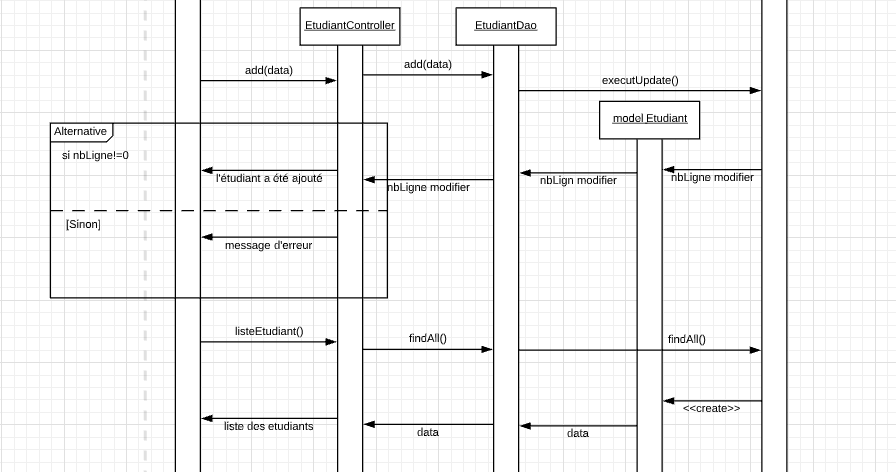 EtudiantController
EtudiantDao
add(data)
add(data)
executUpdate()
model Etudiant
Alternative
si nbLigne!=0
l'étudiant a été ajouté
nbLigne modifier
nbLign modifier
nbLigne modifier
[Sinon]
message d'erreur
listeEtudiant()
findAll()
findAll()
<<create>>
liste des etudiants
data
data